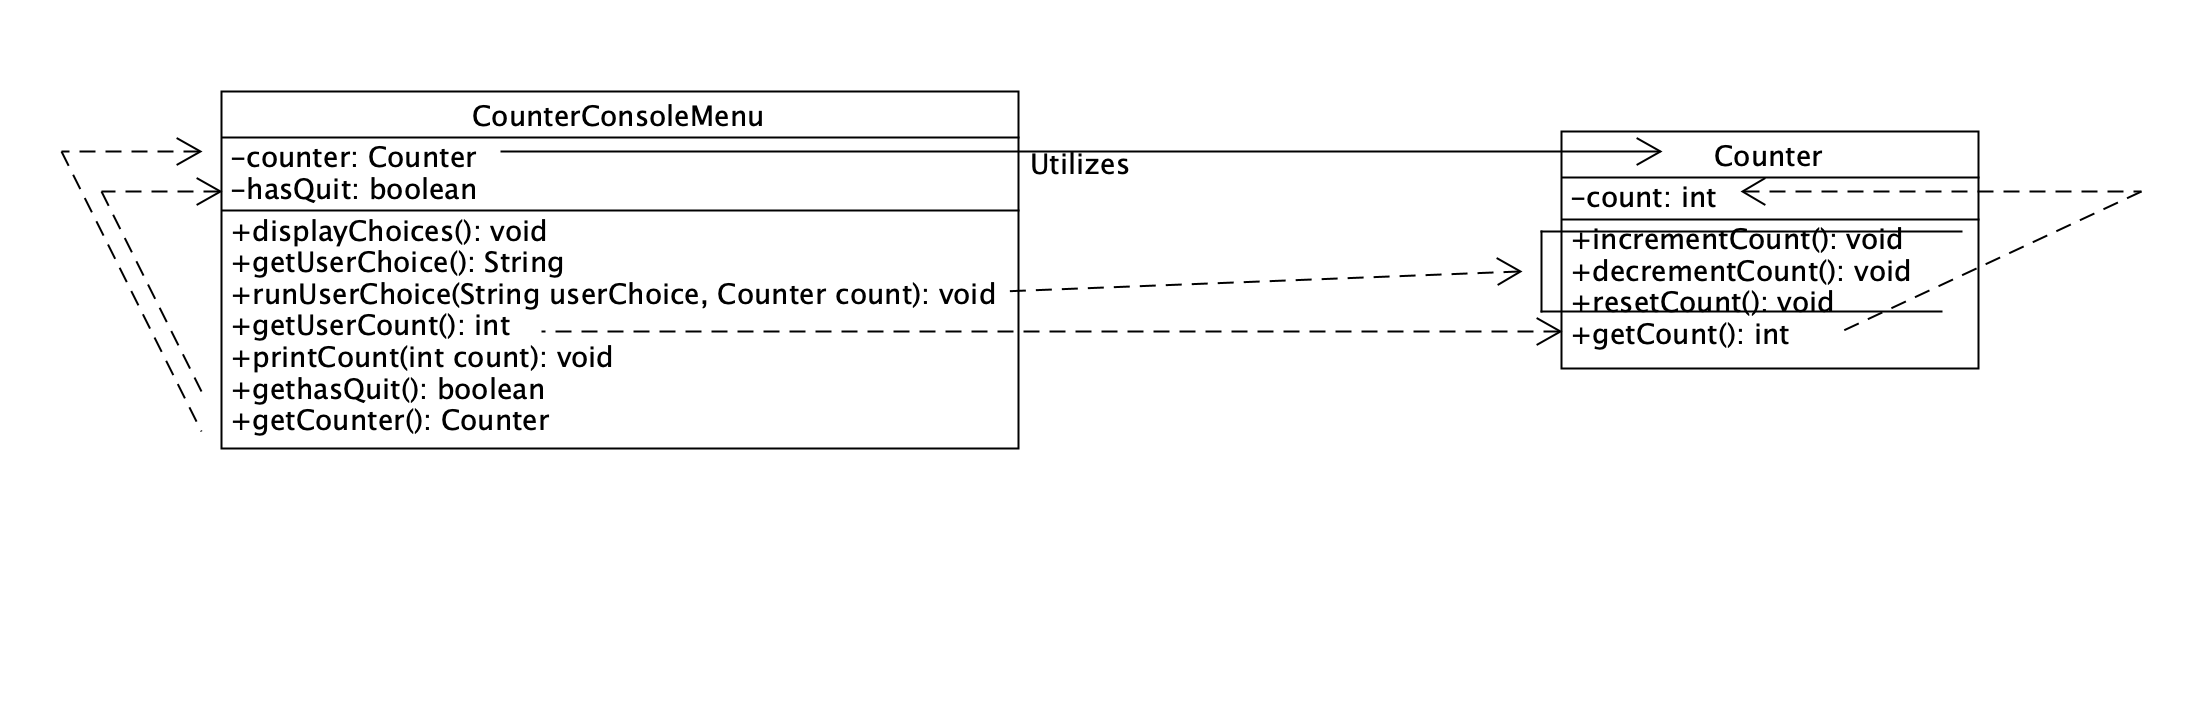 CounterConsoleMenu
-counter: Counter
-hasQuit: boolean
+displayChoices(): void
+getUserChoice(): String
+runUserChoice(String userChoice, Counter count): void
+getUserCount(): int
+printCount(int count): void
+gethasQuit(): boolean
+getCounter(): Counter
Utilizes
Counter
-count: int
+incrementCount(): void
+decrementCount(): void
+resetCount(): void
+getCount(): int